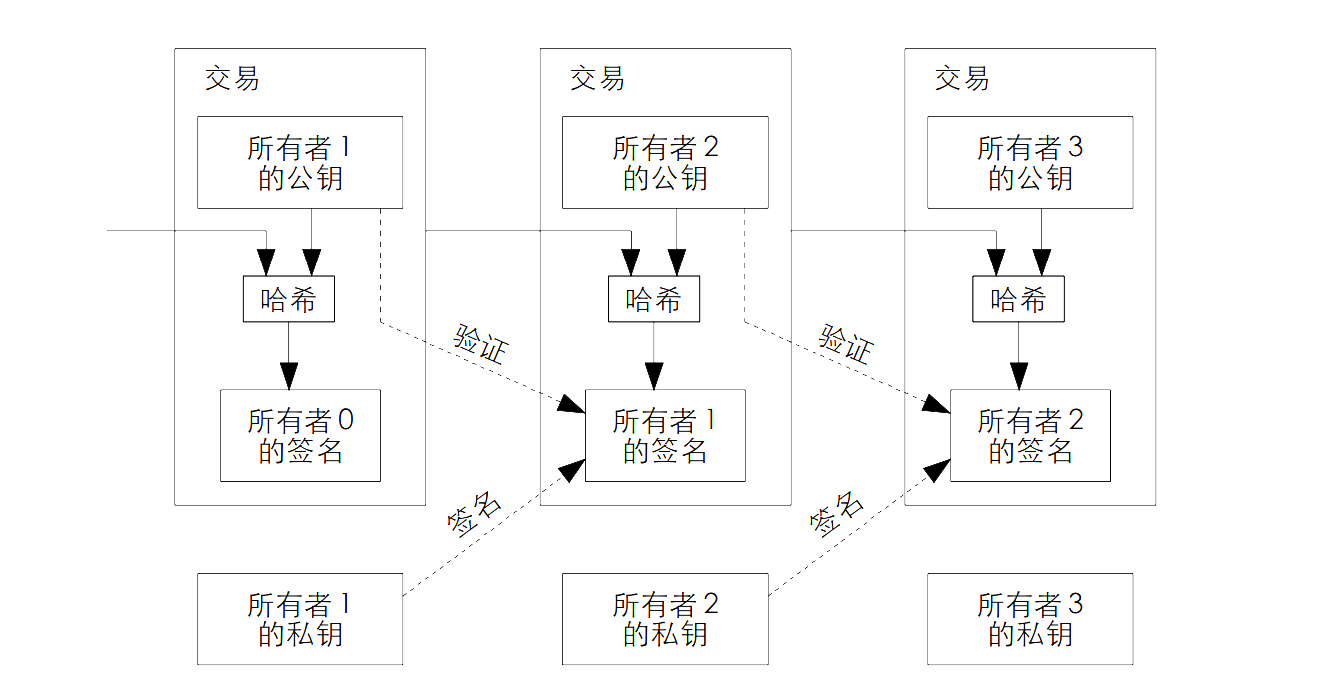 交易
交易
交易
所有者 1
的公钥
所有者 2
的公钥
所有者 3
的公钥
哈希
哈希
哈希
验证
验证
所有者 0
的签名
所有者 1
的签名
所有者 2
的签名
签名
签名
所有者 1
的私钥
所有者 2
的私钥
所有者 3
的私钥